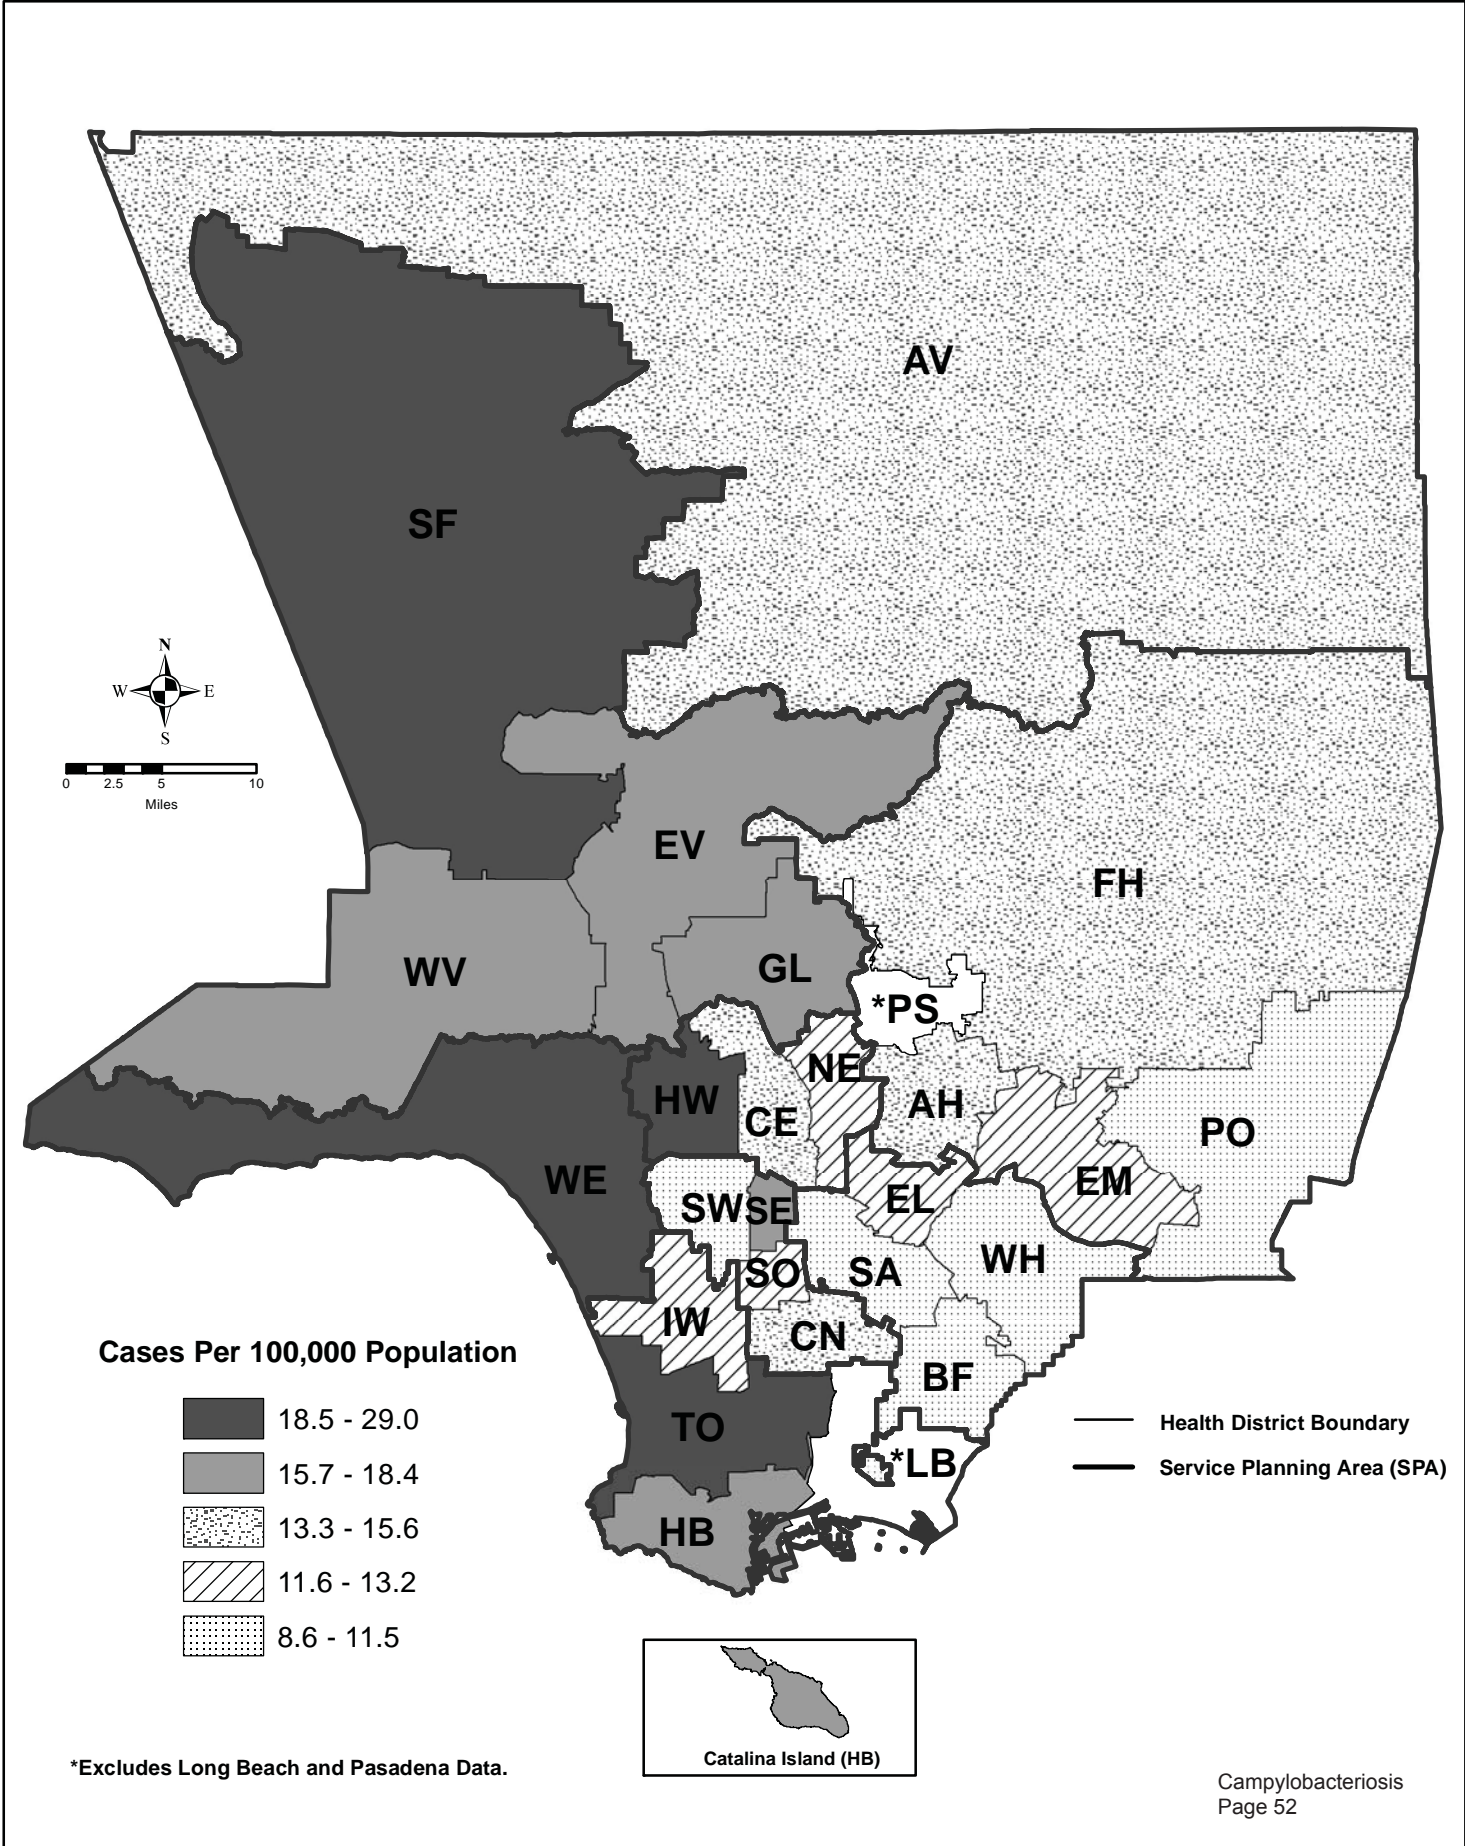 AV
SF
N
W E
S
0 2.5 5 10
Miles
EV
FH
WV
GL
*PS
NE
HW
AH
CE
PO
WE
EM
EL
SW
SE
WH
SO
SA
IW
CN
Cases Per 100,000 Population
BF
18.5 - 29.0
TO
Health District Boundary
*LB
Service Planning Area (SPA)
15.7 - 18.4
13.3 - 15.6
HB
11.6 - 13.2
8.6 - 11.5
Catalina Island (HB)
*Excludes Long Beach and Pasadena Data.
Campylobacteriosis
Page 52